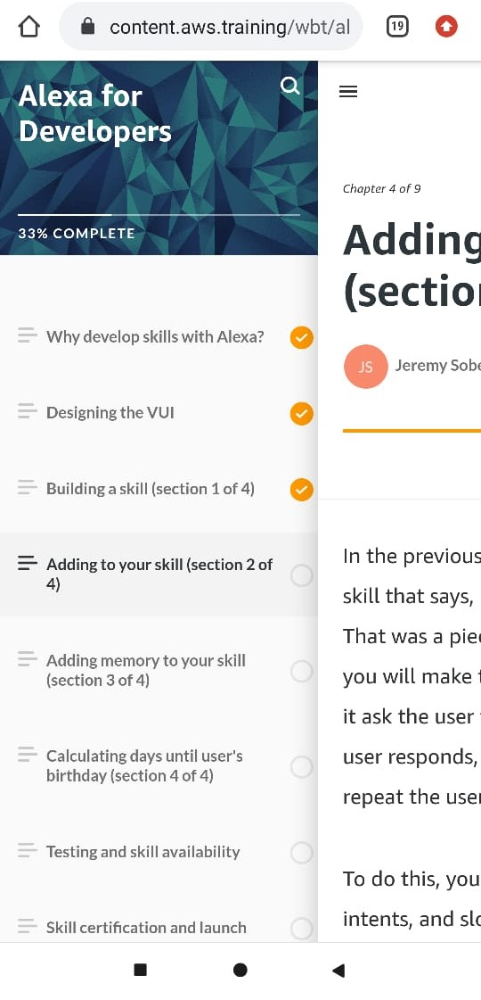 content.aws.training/wbt/al
19
Alexa for
Developers
33% COMPLETE
Why develop skills with Alexa?
Designing the VUI
Building a skill (section 1 of 4)
Adding to your skill (section 2 of
4)
Adding memory to your skill
(section 3 of 4)
Calculating days until user's
birthday (section 4 of 4)
Testing and skill availability
Skill certification and launch
Chapter 4 of 9
Adding
(sectio
JS
Jeremy Sobe
In the previous
skill that says,
That was a pie
you will make
it ask the user
user responds,
repeat the use
To do this, you
intents, and slo